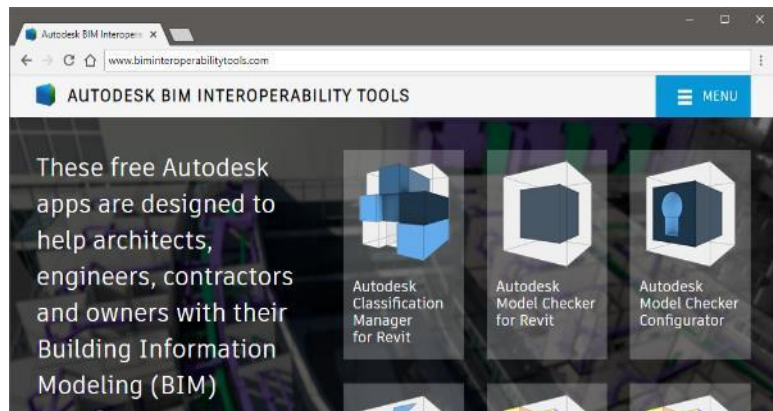 Autodesk BIM Interoper
www.biminteroperabilitytools.com
AUTODESK BIM INTEROPERABILITY TOOLS
MENU
These free Autodesk
apps are designed to
help architects,
engineers, contractors
and owners with their
Building Information
Modeling (BIM)
Autodesk
Classification
Manager
for Revit
Autodesk
Model Checker
for Revit
Autodesk
Model Checker
Configurator